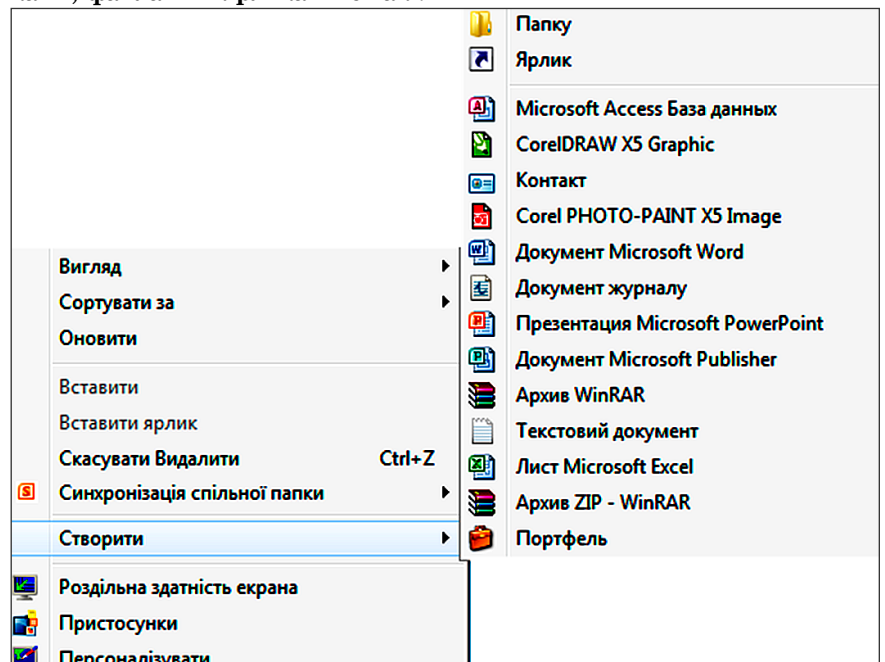 Папку
Ярлик
Microsoft Access База данных
CorelDRAW X5 Graphic
Контакт
Corel PHOTO-PAINT X5 Image
Документ Microsoft Word
Документ журналу
Презентация Microsoft PowerPoint
Документ Microsoft Publisher
Архив WinRAR
Текстовий документ
Лист Microsoft Excel
Архив ZIP - WinRAR
Портфель
Вигляд
Сортувати за
Оновити
Вставити
Вставити ярлик
Скасувати Видалити Ctrl+Z
Синхронізація спільної папки
Створити
Роздільна здатність екрана
Пристосунки
Персоналізувати